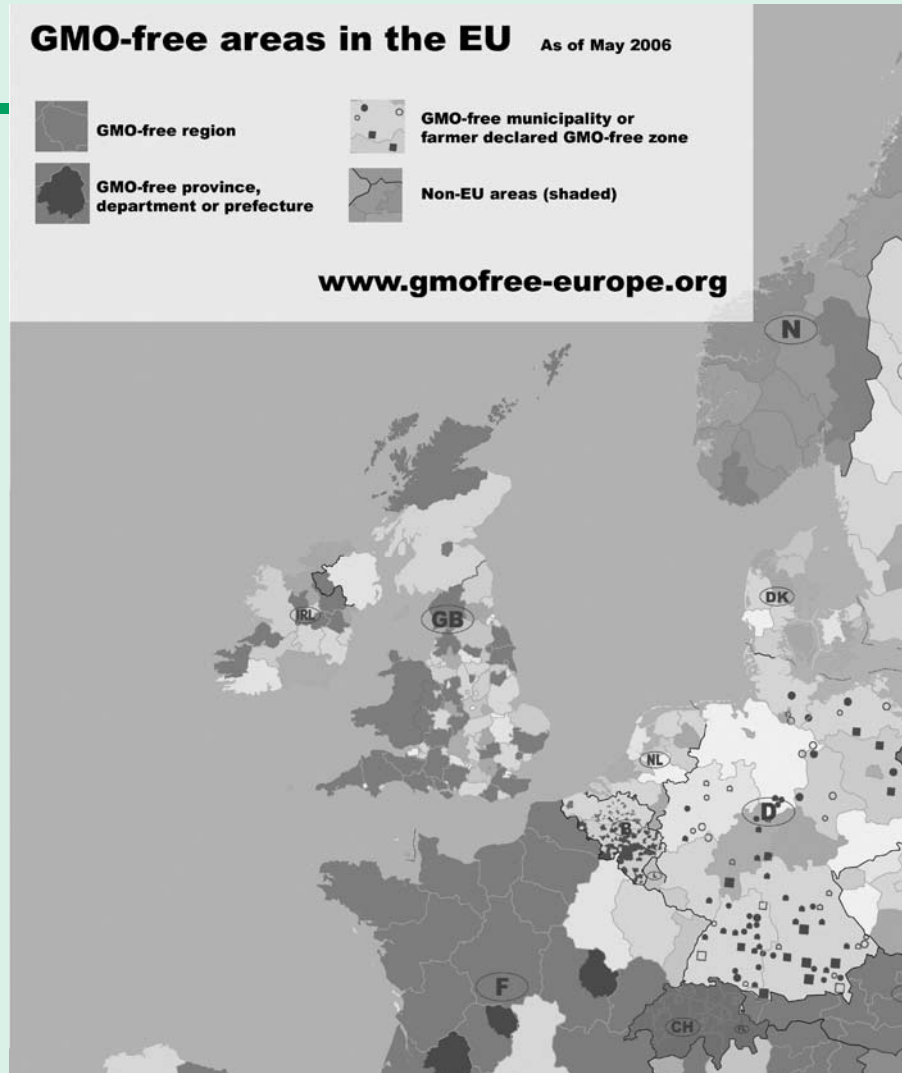 GMO-free areas in the EU As of May 2006
GMO-free region
GMO-free municipality or
farmer declared GMO-free zone
GMO-free province,
department or prefecture
Non-EU areas (shaded)
www.gmofree-europe.org
N
DK
IRL
GB
NL
D
B
L
F
CH
FL